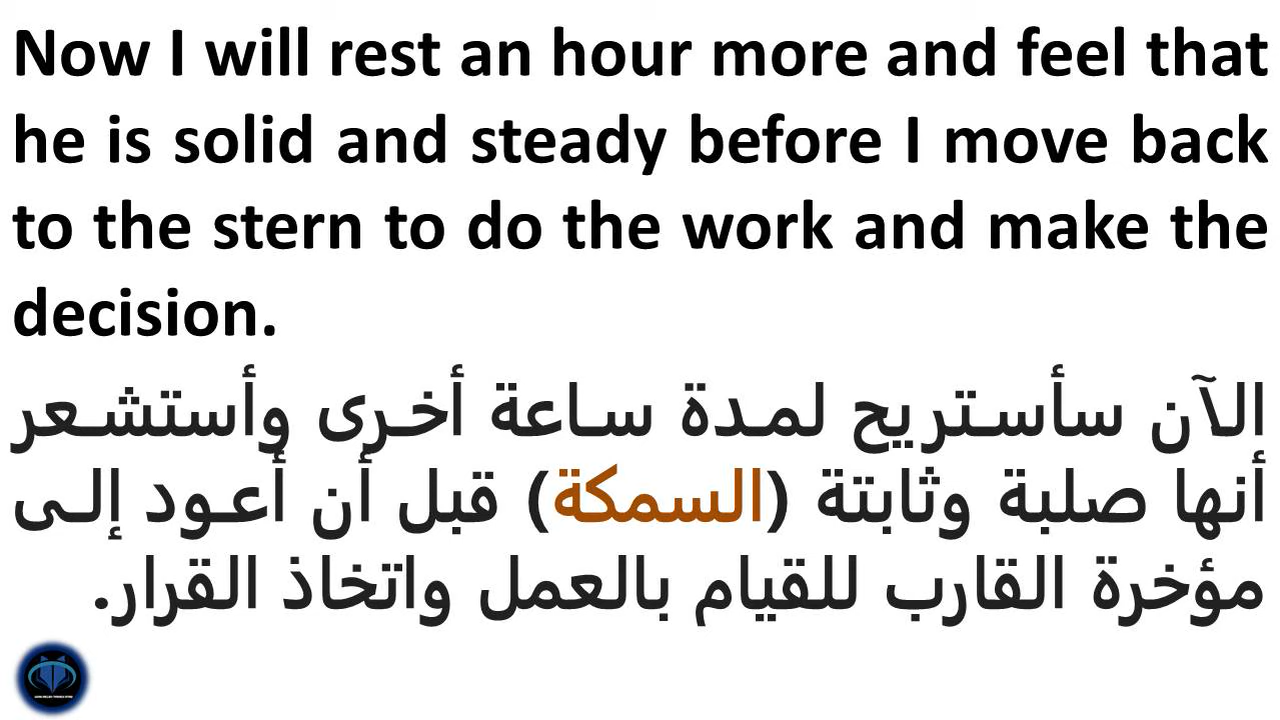 Now I will rest an hour more and feel that
he is solid and steady before I move back
to the stern to do the work and make the
decision.
الآن سأستريح لمدة ساعة أخرى وأستشعر
أنها صلبة وثابتة (السمكة) قبل أن أعود إلى
مؤخرة القارب للقيام بالعمل واتخاذ القرار.